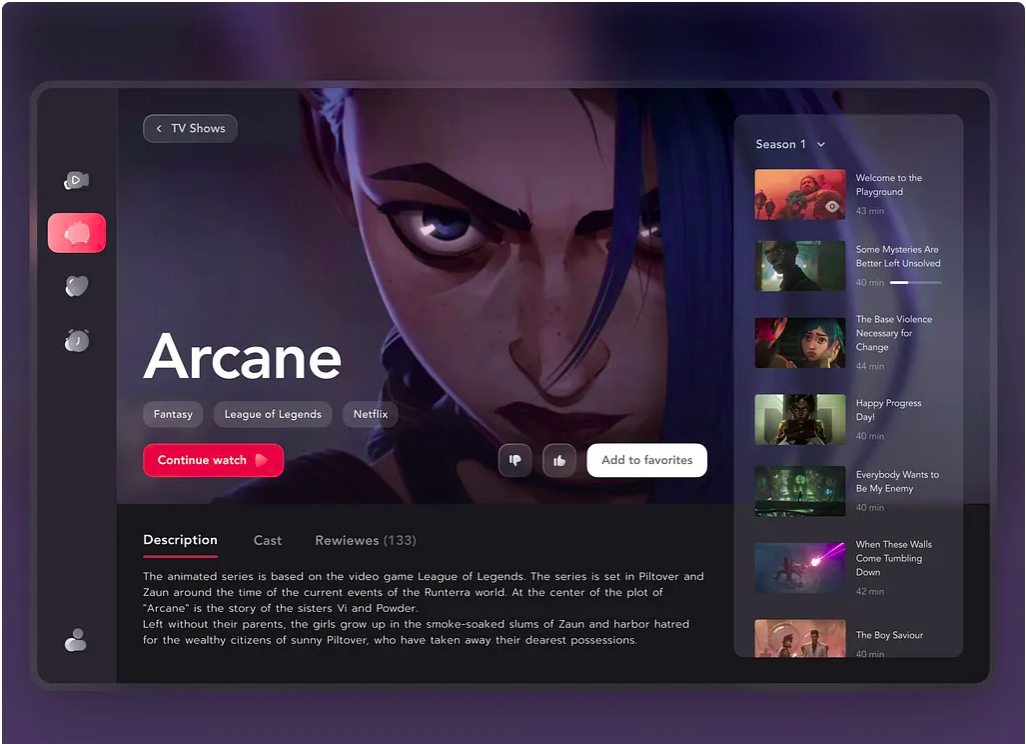 TV Shows
Arcane
Fantasy
League of Legends
Netflix
Continue watch
Add to favorites
Description
Cast
Rewiewes (133)
The animated series is based on the video game League of Legends. The series is set in Piltover and
Zaun around the time of the current events of the Runterra world. At the center of the plot of
"Arcane" is the story of the sisters Vi and Powder.
Left without their parents, the girls grow up in the smoke-soaked slums of Zaun and harbor hatred
for the wealthy citizens of sunny Piltover, who have taken away their dearest possessions.
Season 1
Welcome to the
Playground
43 min
Some Mysteries Are
Better Left Unsolved
40 min
The Base Violence
Necessary for
Change
44 min
Happy Progress
Day!
40 min
Everybody Wants to
Be My Enemy
40 min
When These Walls
Come Tumbling
Down
42 min
The Boy Saviour
40 min